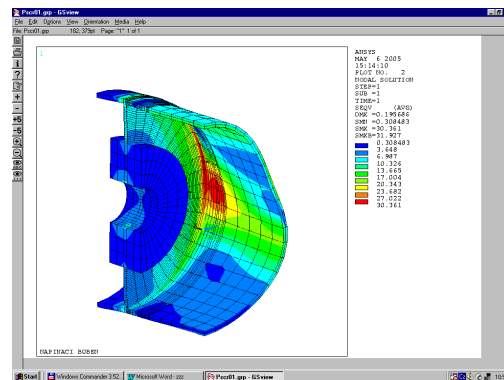 Pscr01.grp - GSview
File Edit Options View Orientation Media Help
File: Pscr01.grp 182, 379pt Page: "1" 1 of 1
1
ANSYS
MAY 6 2005
15:14:10
PLOT NO. 2
NODAL SOLUTION
STEP=1
SUB =1
TIME=1
SEQV (AVG)
DMX =0.195686
SMN =0.308483
SMX =30.361
SMXB=31.927
0.308483
3.648
6.987
10.326
13.665
17.004
20.343
23.682
27.022
30.361
+5
-5
NAPINACI BUBEN
Start Windows Commander 3.52... Microsoft Word - zzz Pscr01.grp - GSview